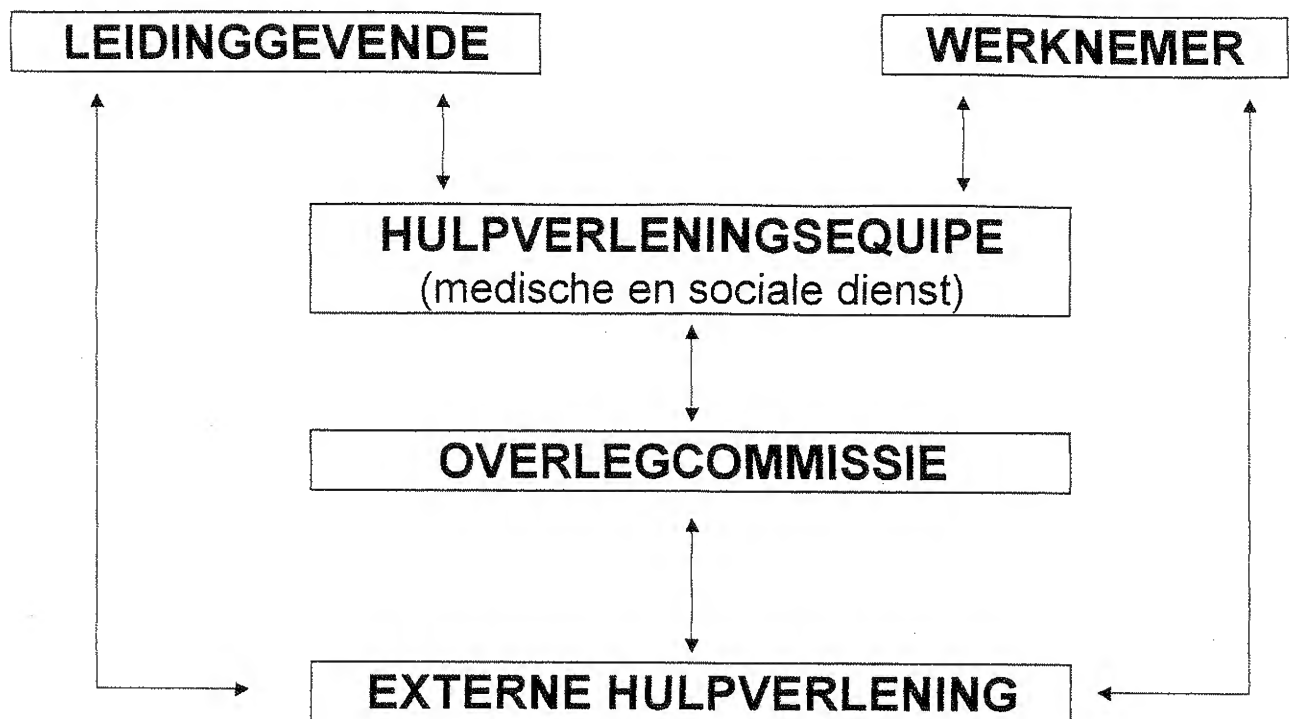 LEIDINGGEVENDE
WERKNEMER
HULPVERLENINGSEQUIPE
(medische en sociale dienst)
OVERLEGCOMMISSIE
EXTERNE HULPVERLENING